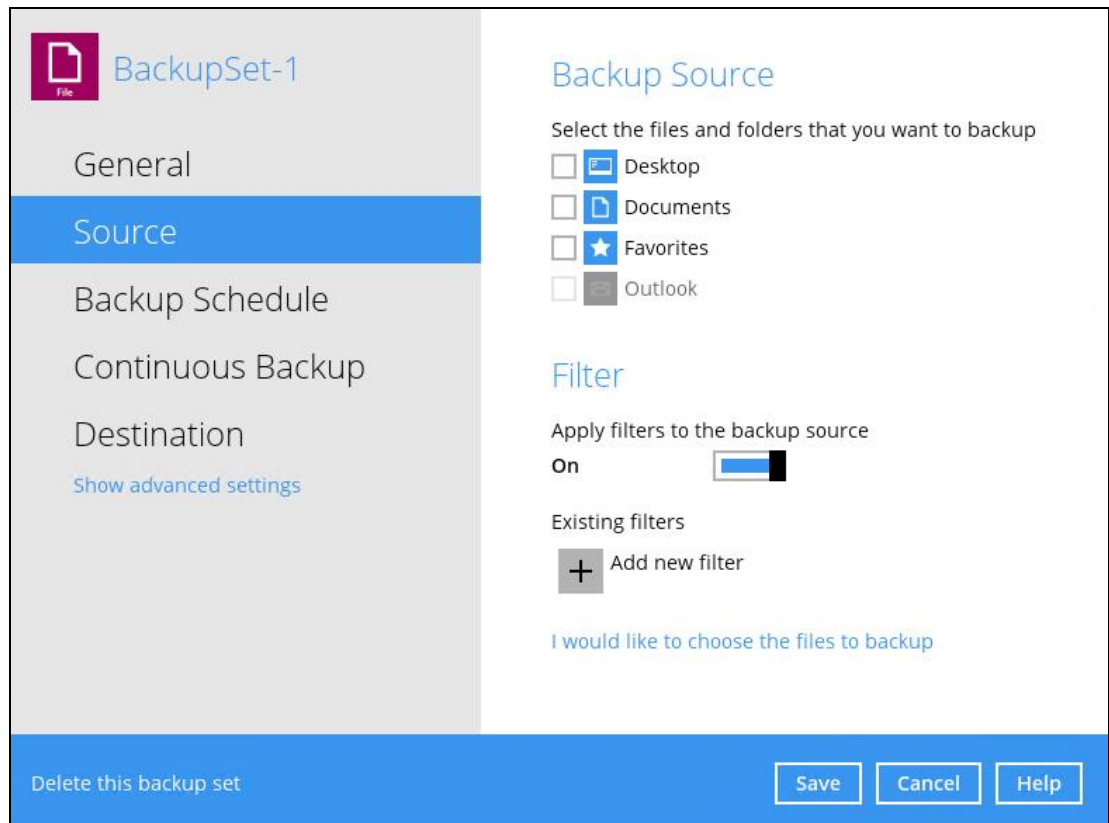 File
BackupSet-1
General
Source
Backup Schedule
Continuous Backup
Destination
Show advanced settings
Backup Source
Select the files and folders that you want to backup
Desktop
Documents
Favorites
Outlook
Filter
Apply filters to the backup source
On
Existing filters
Add new filter
I would like to choose the files to backup
Delete this backup set
Save
Cancel
Help